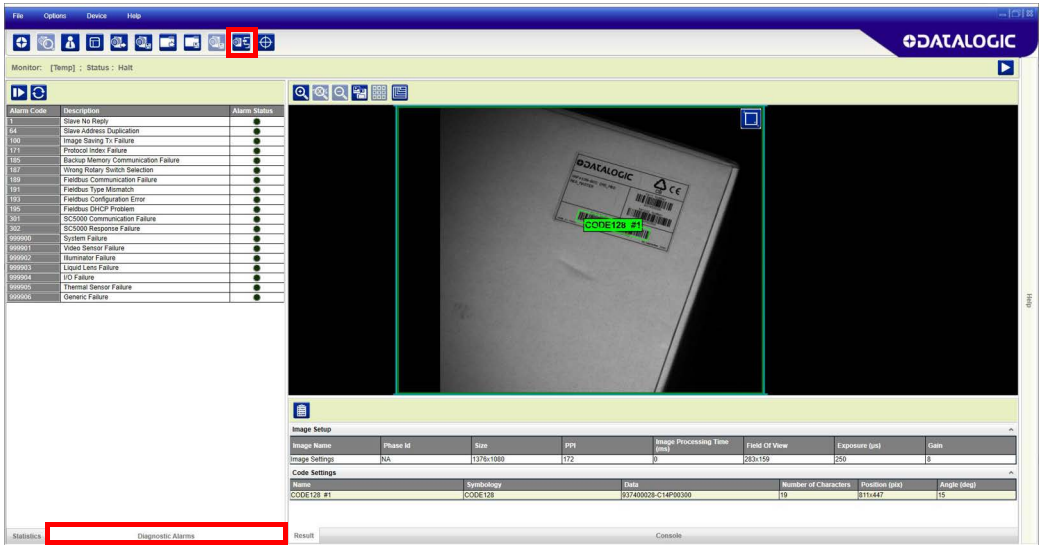 File Options Device Help
DATALOGIC
Monitor: [Temp] ; Status : Halt
Alarm Code Description Alarm Status
1 Slave No Reply
64 Slave Address Duplication
100 Image Saving Tx Failure
171 Protocol Index Failure
185 Backup Memory Communication Failure
187 Wrong Rotary Switch Selection
189 Fieldbus Communication Failure
191 Fieldbus Type Mismatch
193 Fieldbus Configuration Error
195 Fieldbus DHCP Problem
301 SC5000 Communication Failure
302 SC5000 Response Failure
999900 System Failure
999901 Video Sensor Failure
999902 Illuminator Failure
999903 Liquid Lens Failure
999904 I/O Failure
999905 Thermal Sensor Failure
999906 Generic Failure
DATALOGIC
CE
CODE128 #1
Help
Image Setup
Image Name Phase Id Size PPI Image Processing Time (ms) Field Of View Exposure (µs) Gain
Image Settings NA 1376x1080 172 0 283x159 250 8
Code Settings
Name Symbology Data Number of Characters Position (pix) Angle (deg)
CODE128 #1 CODE128 937400028-C14P00300 19 811x447 15
Statistics Diagnostic Alarms Result Console